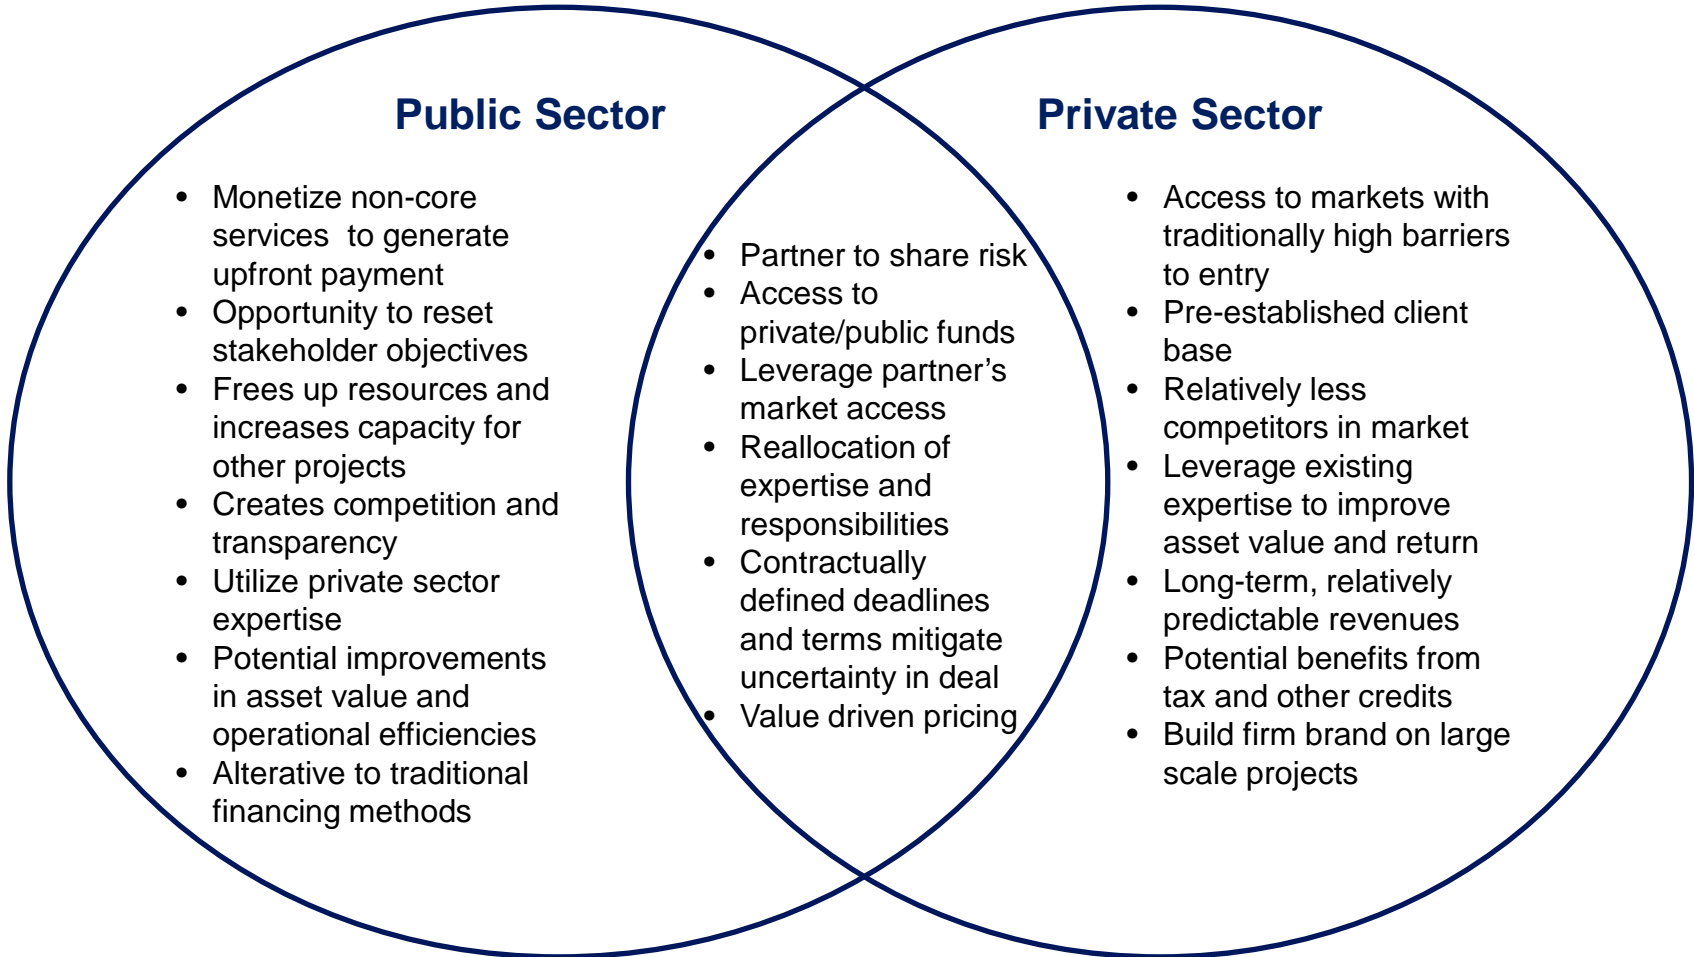 Public Sector
• Monetize non-core
services  to generate
upfront payment
• Opportunity to reset
stakeholder objectives
• Frees up resources and
increases capacity for
other projects
• Creates competition and
transparency
• Utilize private sector
expertise
• Potential improvements
in asset value and
operational efficiencies
• Alterative to traditional
financing methods
• Partner to share risk
• Access to
private/public funds
• Leverage partner’s
market access
• Reallocation of
expertise and
responsibilities
• Contractually
defined deadlines
and terms mitigate
uncertainty in deal
• Value driven pricing
Private Sector
• Access to markets with
traditionally high barriers
to entry
• Pre-established client
base
• Relatively less
competitors in market
• Leverage existing
expertise to improve
asset value and return
• Long-term, relatively
predictable revenues
• Potential benefits from
tax and other credits
• Build firm brand on large
scale projects